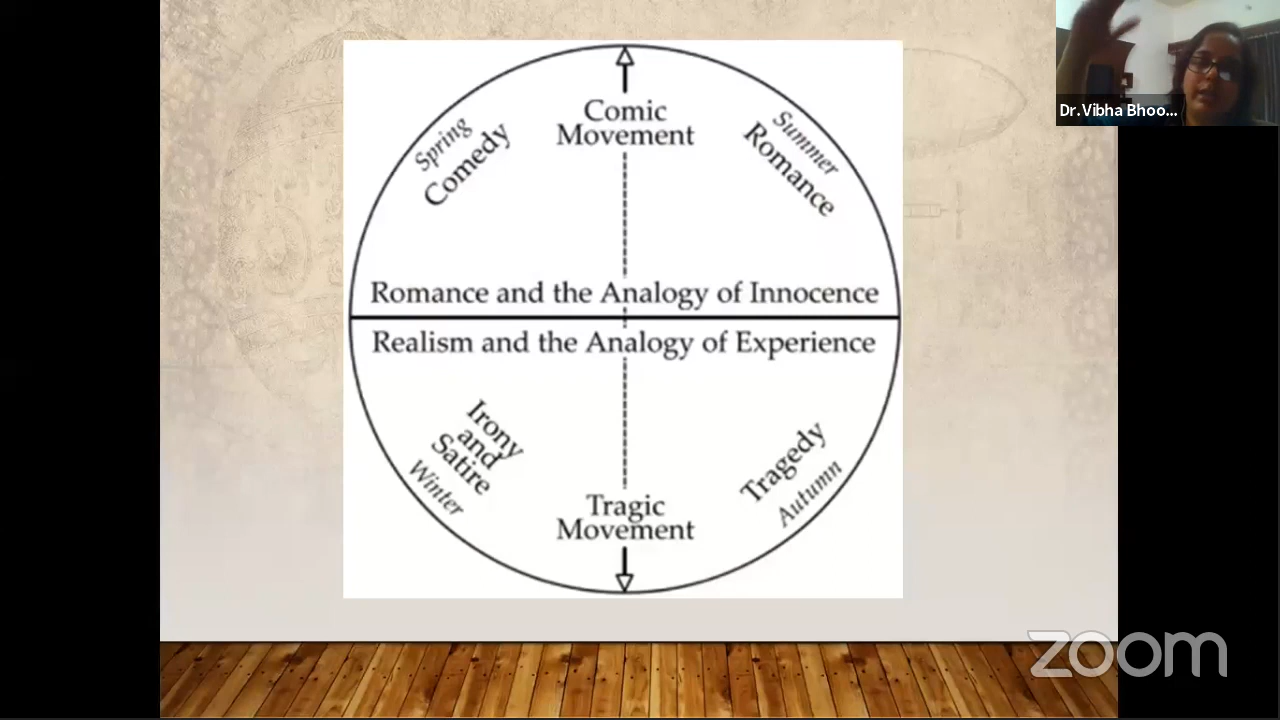 Dr.Vibha Bhoo...
Comic
Movement
Spring
Comedy
Summer
Romance
Romance and the Analogy of Innocence
Realism and the Analogy of Experience
Irony
and
Satire
Winter
Tragedy
Autumn
Tragic
Movement
zoom